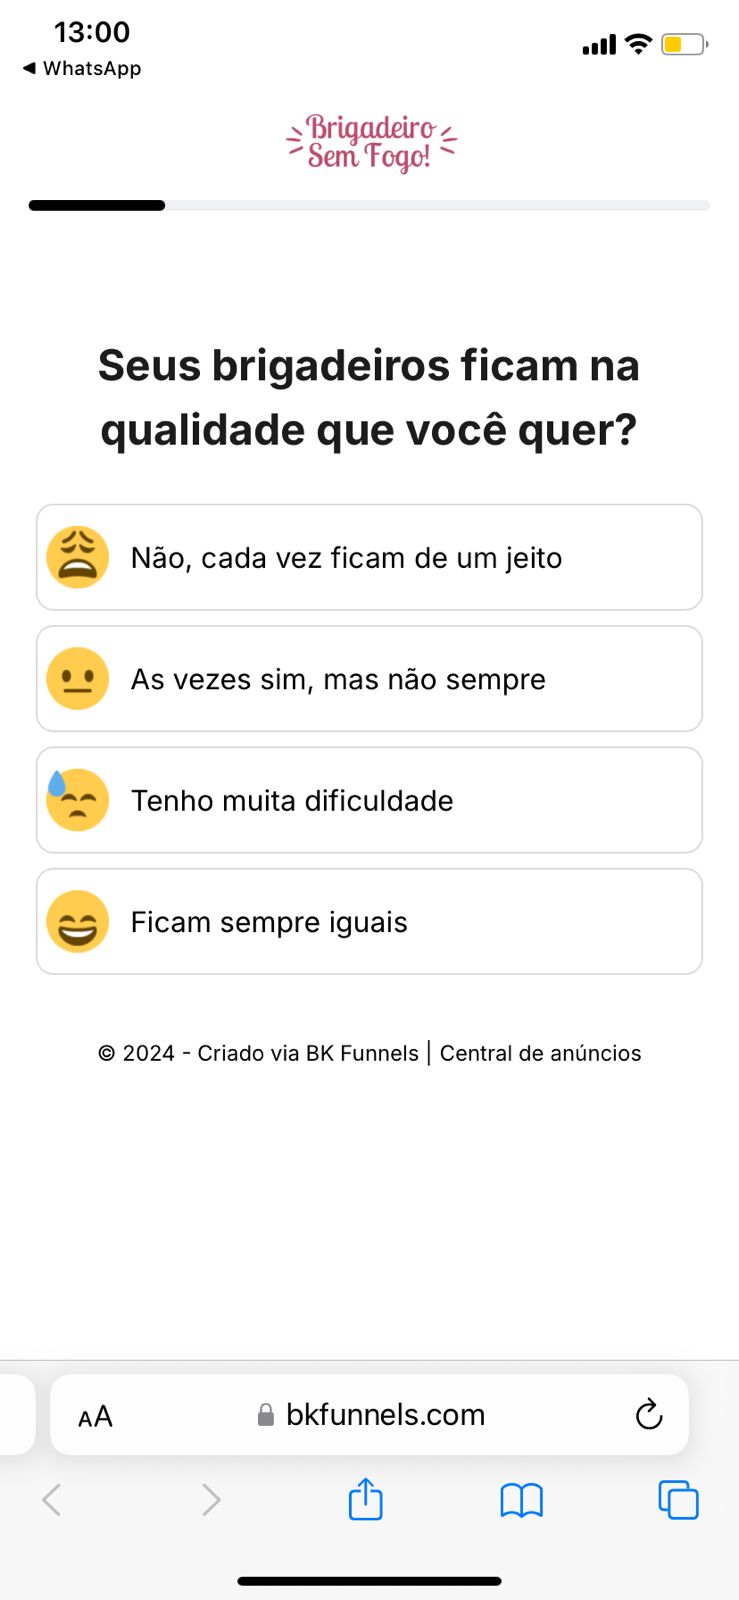 13:00
WhatsApp
Brigadeiro
Sem Fogo!
Seus brigadeiros ficam na
qualidade que você quer?
Não, cada vez ficam de um jeito
As vezes sim, mas não sempre
Tenho muita dificuldade
Ficam sempre iguais
© 2024 - Criado via BK Funnels | Central de anúncios
AA bkfunnels.com